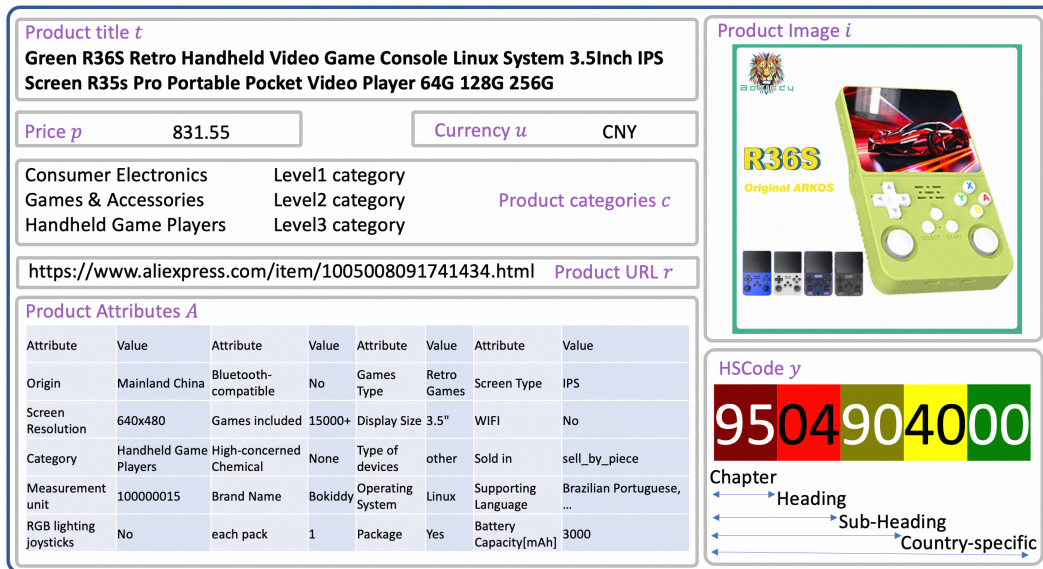 Product title t
Green R36S Retro Handheld Video Game Console Linux System 3.5Inch IPS
Screen R35s Pro Portable Pocket Video Player 64G 128G 256G
Price p 831.55
Currency u CNY
Consumer Electronics Level1 category
Games & Accessories Level2 category
Handheld Game Players Level3 category
Product categories c
https://www.aliexpress.com/item/1005008091741434.html Product URL r
Product Attributes A
Attribute Value Attribute Value Attribute Value Attribute Value
Origin Mainland China Bluetooth-compatible No Games Type Retro Games Screen Type IPS
Screen Resolution 640x480 Games included 15000+ Display Size 3.5" WIFI No
Category Handheld Game Players High-concerned Chemical None Type of devices other Sold in sell_by_piece
Measurement unit 100000015 Brand Name Bokiddy Operating System Linux Supporting Language Brazilian Portuguese, ...
RGB lighting joysticks No each pack 1 Package Yes Battery Capacity[mAh] 3000
Product Image i
R36S
Original ARKOS
X
Y
A
SELECT
START
HSCode y
9504904000
Chapter
Heading
Sub-Heading
Country-specific